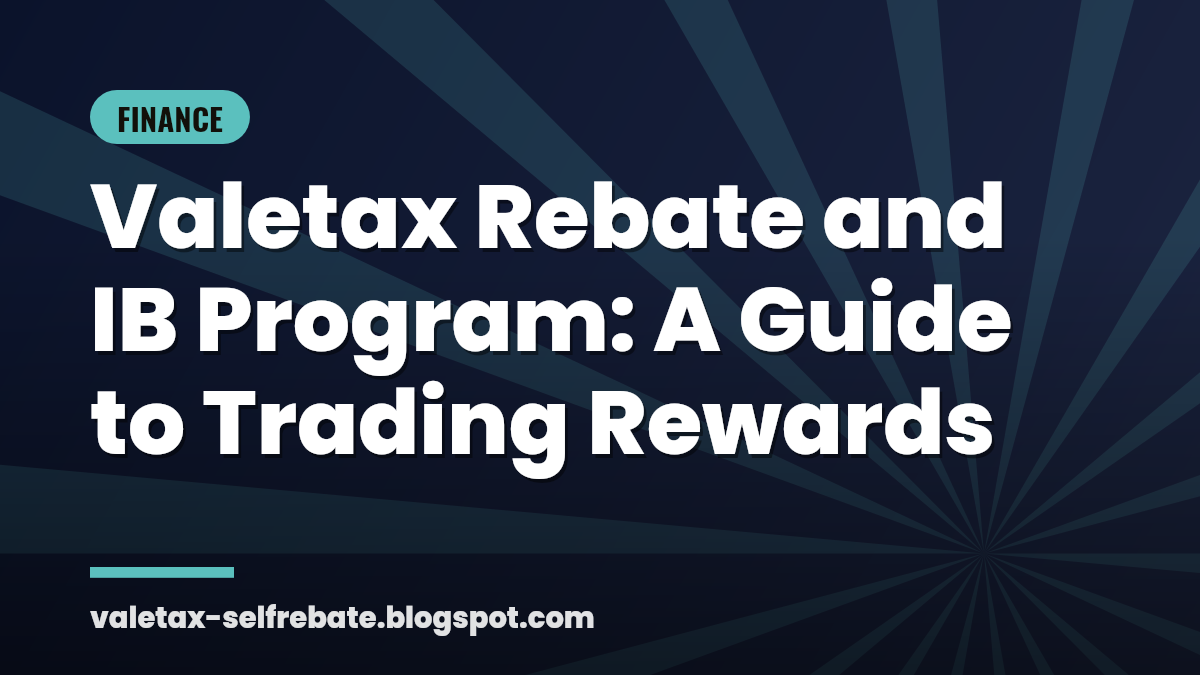 FINANCE
Valetax Rebate and
IB Program: A Guide
to Trading Rewards
valetax-selfrebate.blogspot.com